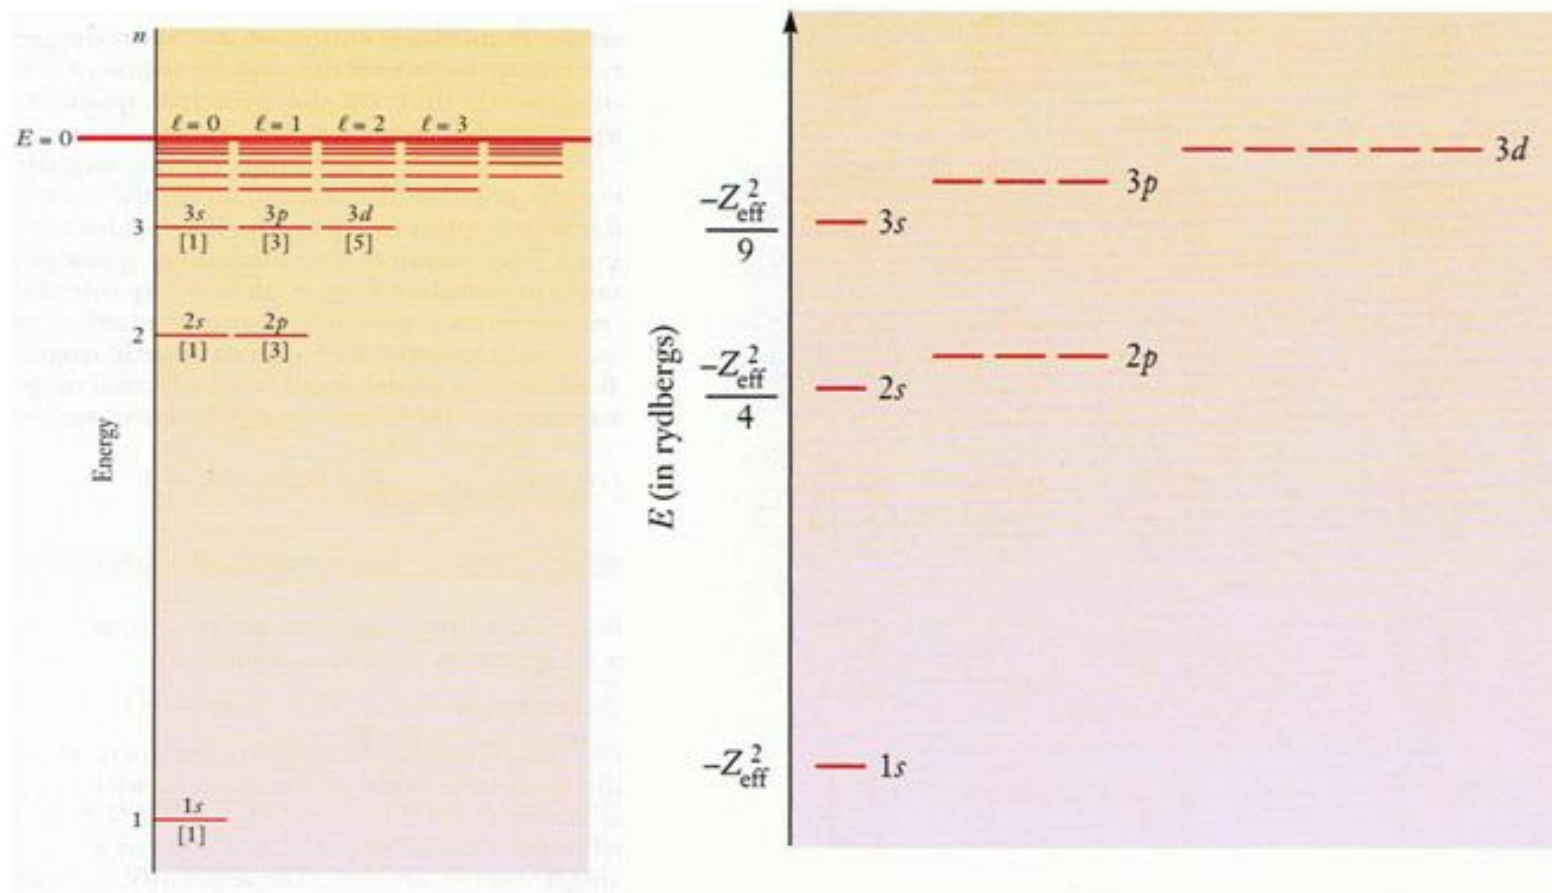 n
E = 0
ℓ = 0 ℓ = 1 ℓ = 2 ℓ = 3
3s 3p 3d
3
[1] [3] [5]
2s 2p
2
[1] [3]
Energy
1s
1
[1]
E (in rydbergs)
3d
3p
−Z²eff
9
3s
2p
−Z²eff
4
2s
−Z²eff
1s